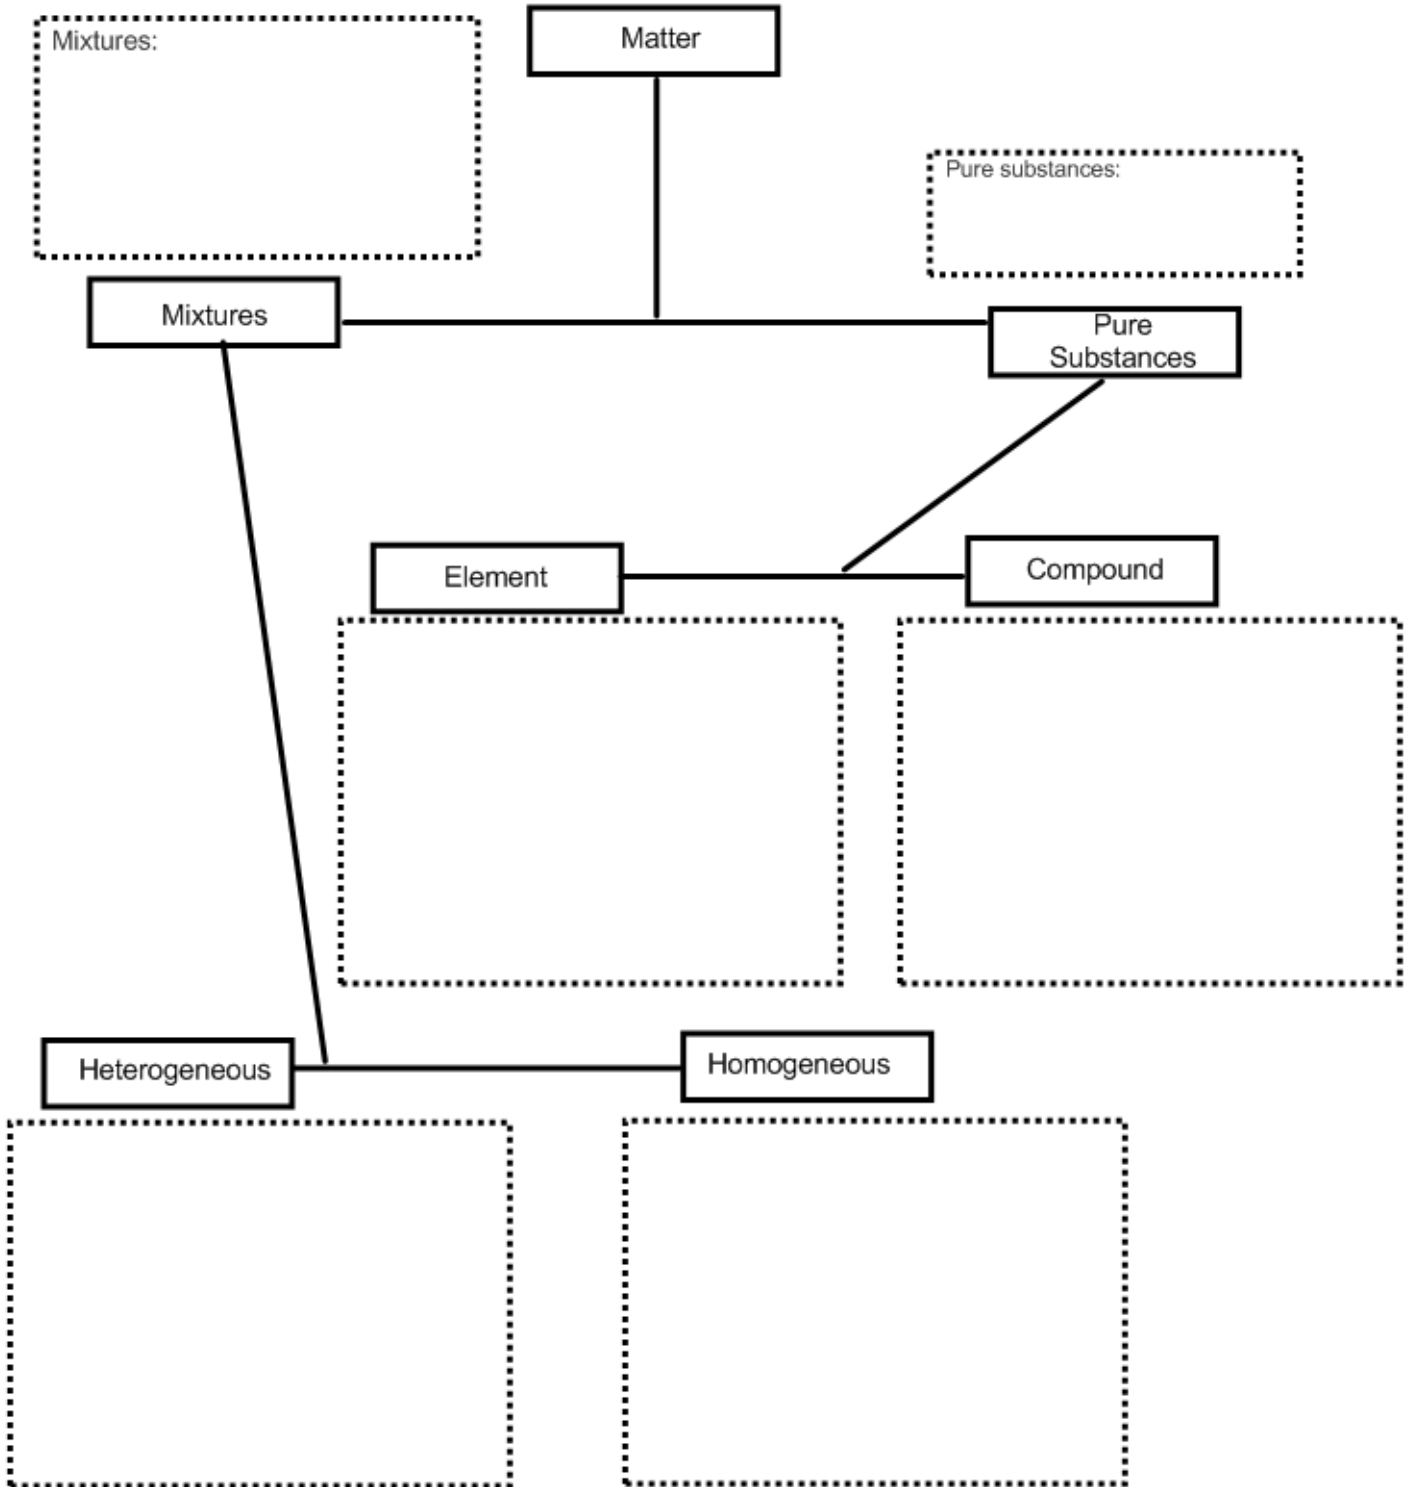 Mixtures:
Matter
Pure substances:
Mixtures
Pure
Substances
Element
Compound
Heterogeneous
Homogeneous